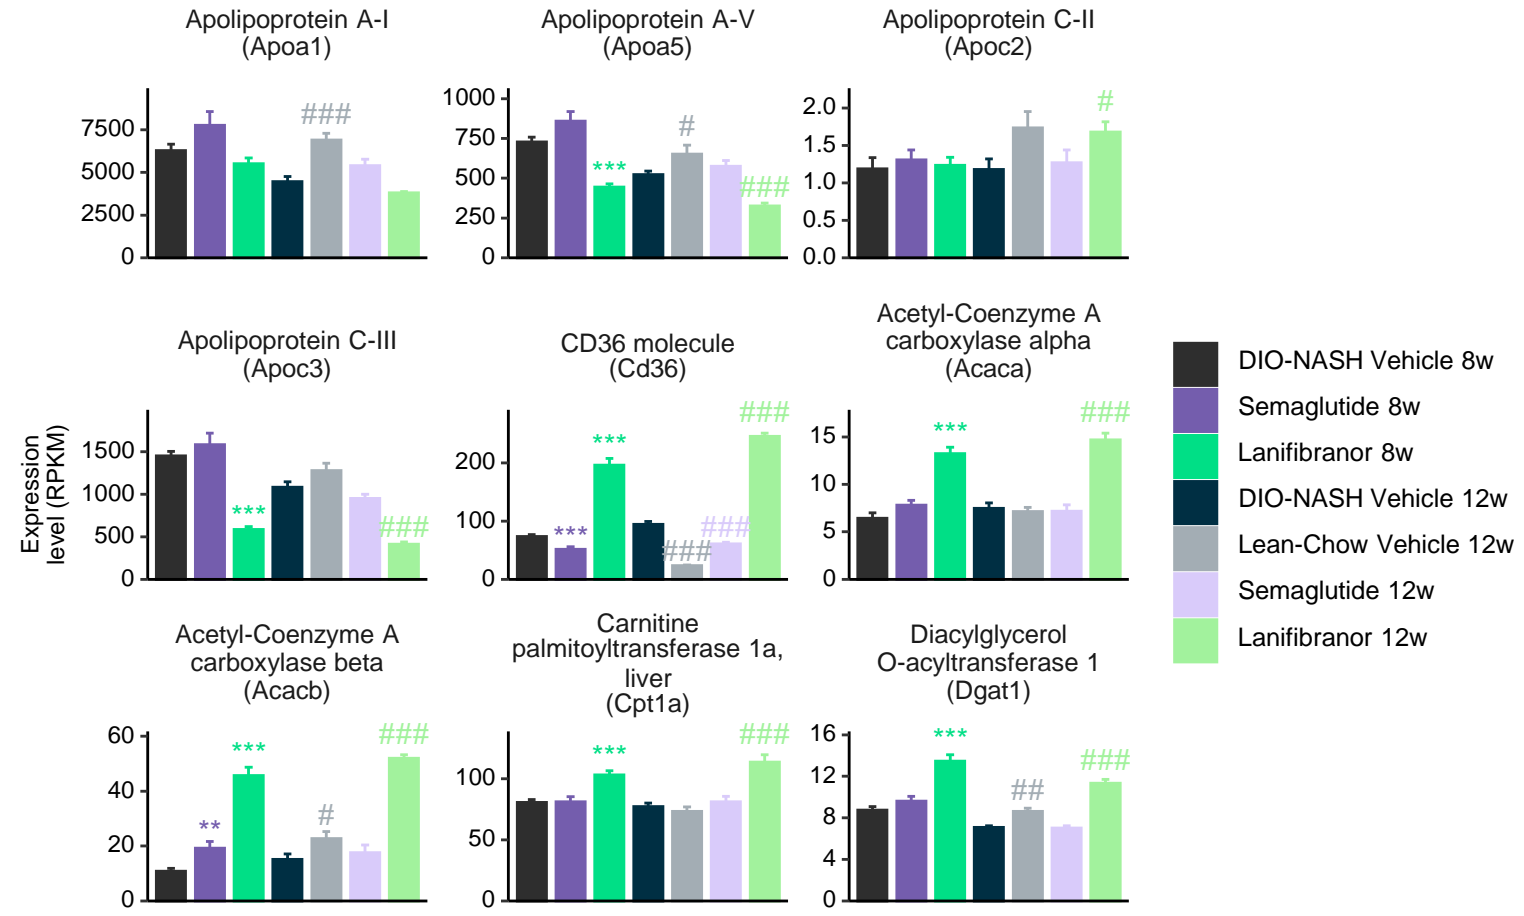 Apolipoprotein A-I
(Apoa1)
7500
5000
2500
0
###
Apolipoprotein A-V
(Apoa5)
1000
750
500
250
0
***
#
###
Apolipoprotein C-II
(Apoc2)
2.0
1.5
1.0
0.5
0.0
#
Expression
level (RPKM)
Apolipoprotein C-III
(Apoc3)
1500
1000
500
0
***
###
CD36 molecule
(Cd36)
200
100
0
***
***
###
###
###
Acetyl-Coenzyme A
carboxylase alpha
(Acaca)
15
10
5
0
***
###
Acetyl-Coenzyme A
carboxylase beta
(Acacb)
60
40
20
0
**
***
#
###
Carnitine
palmitoyltransferase 1a,
liver
(Cpt1a)
100
50
0
***
###
Diacylglycerol
O-acyltransferase 1
(Dgat1)
16
12
8
4
0
***
##
###
DIO-NASH Vehicle 8w
Semaglutide 8w
Lanifibranor 8w
DIO-NASH Vehicle 12w
Lean-Chow Vehicle 12w
Semaglutide 12w
Lanifibranor 12w